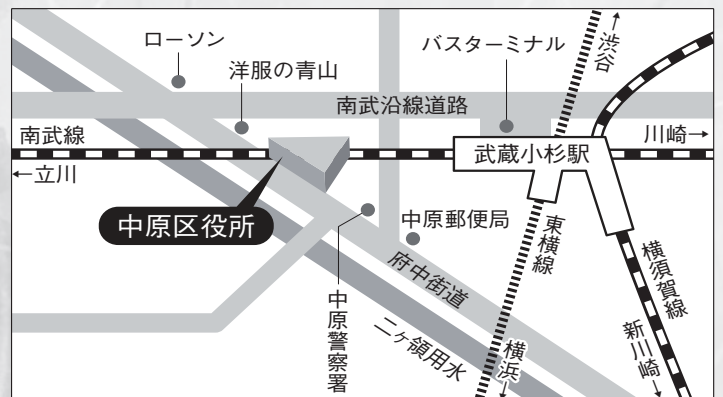 ローソン
洋服の青山
バスターミナル
↑渋谷
南武沿線道路
南武線
武蔵小杉駅
川崎→
←立川
中原区役所
中原郵便局
東横線
横須賀線
府中街道
中原警察署
二ヶ領用水
横浜↓
新川崎↓